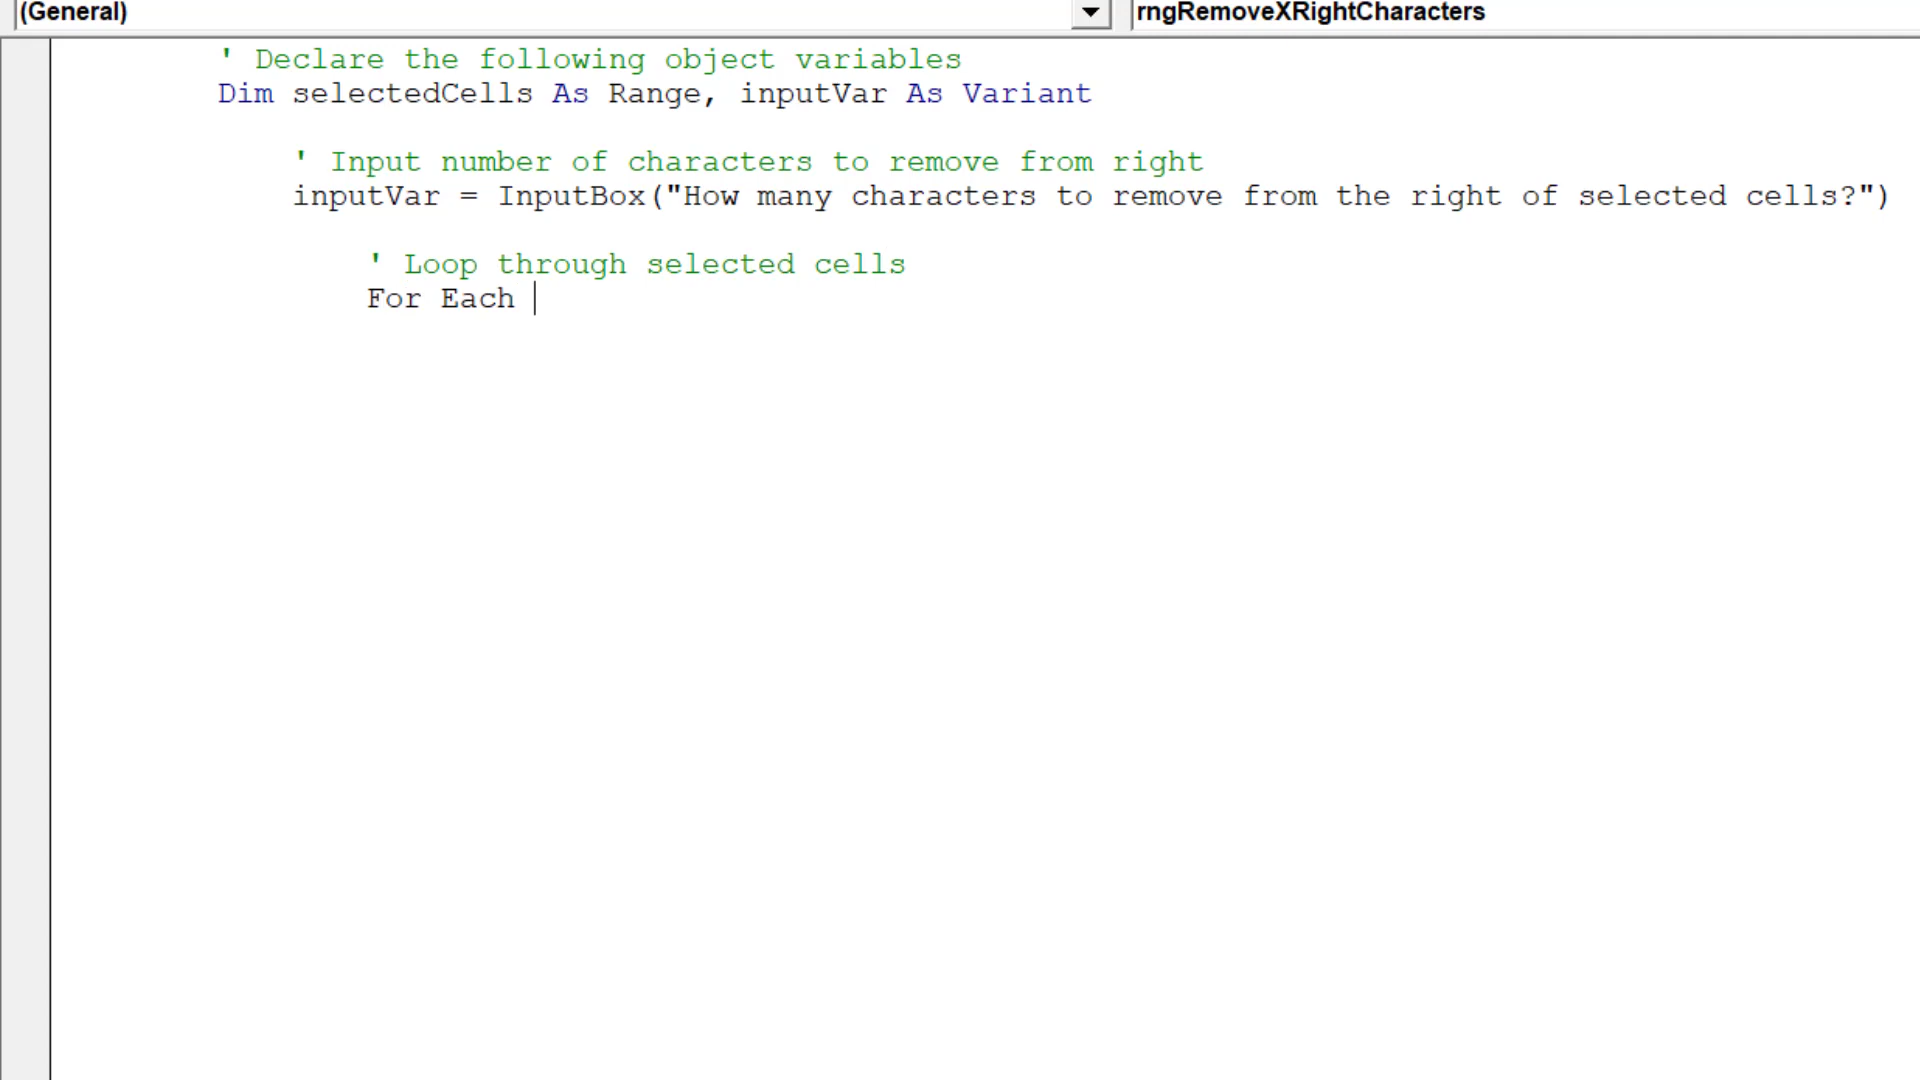 (General) rngRemoveXRightCharacters
' Declare the following object variables
Dim selectedCells As Range, inputVar As Variant
' Input number of characters to remove from right
inputVar = InputBox("How many characters to remove from the right of selected cells?")
' Loop through selected cells
For Each